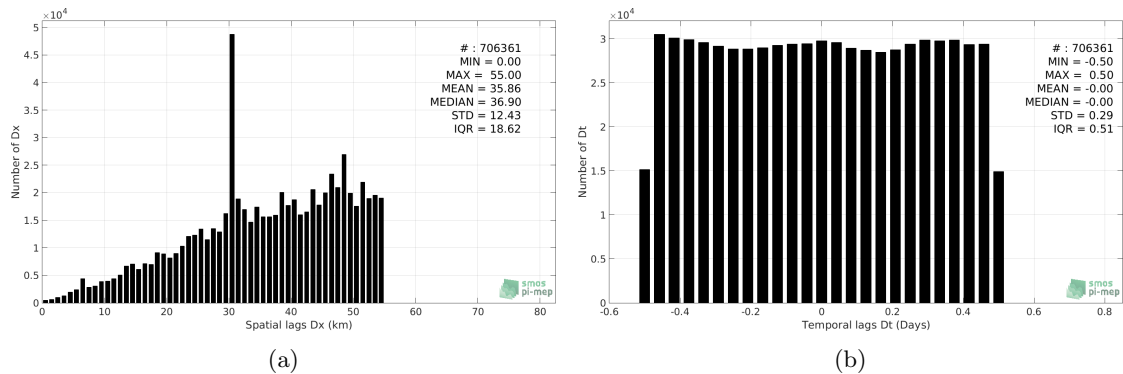 ×10^4
5
4.5
4
3.5
3
2.5
2
1.5
1
0.5
0
Number of Dx
# : 706361
MIN = 0.00
MAX = 55.00
MEAN = 35.86
MEDIAN = 36.90
STD = 12.43
IQR = 18.62
smos
pi-mep
0 10 20 30 40 50 60 70 80
Spatial lags Dx (km)
(a)
×10^4
3
2.5
2
1.5
1
0.5
0
Number of Dt
# : 706361
MIN = -0.50
MAX = 0.50
MEAN = -0.00
MEDIAN = -0.00
STD = 0.29
IQR = 0.51
smos
pi-mep
-0.6 -0.4 -0.2 0 0.2 0.4 0.6 0.8
Temporal lags Dt (Days)
(b)